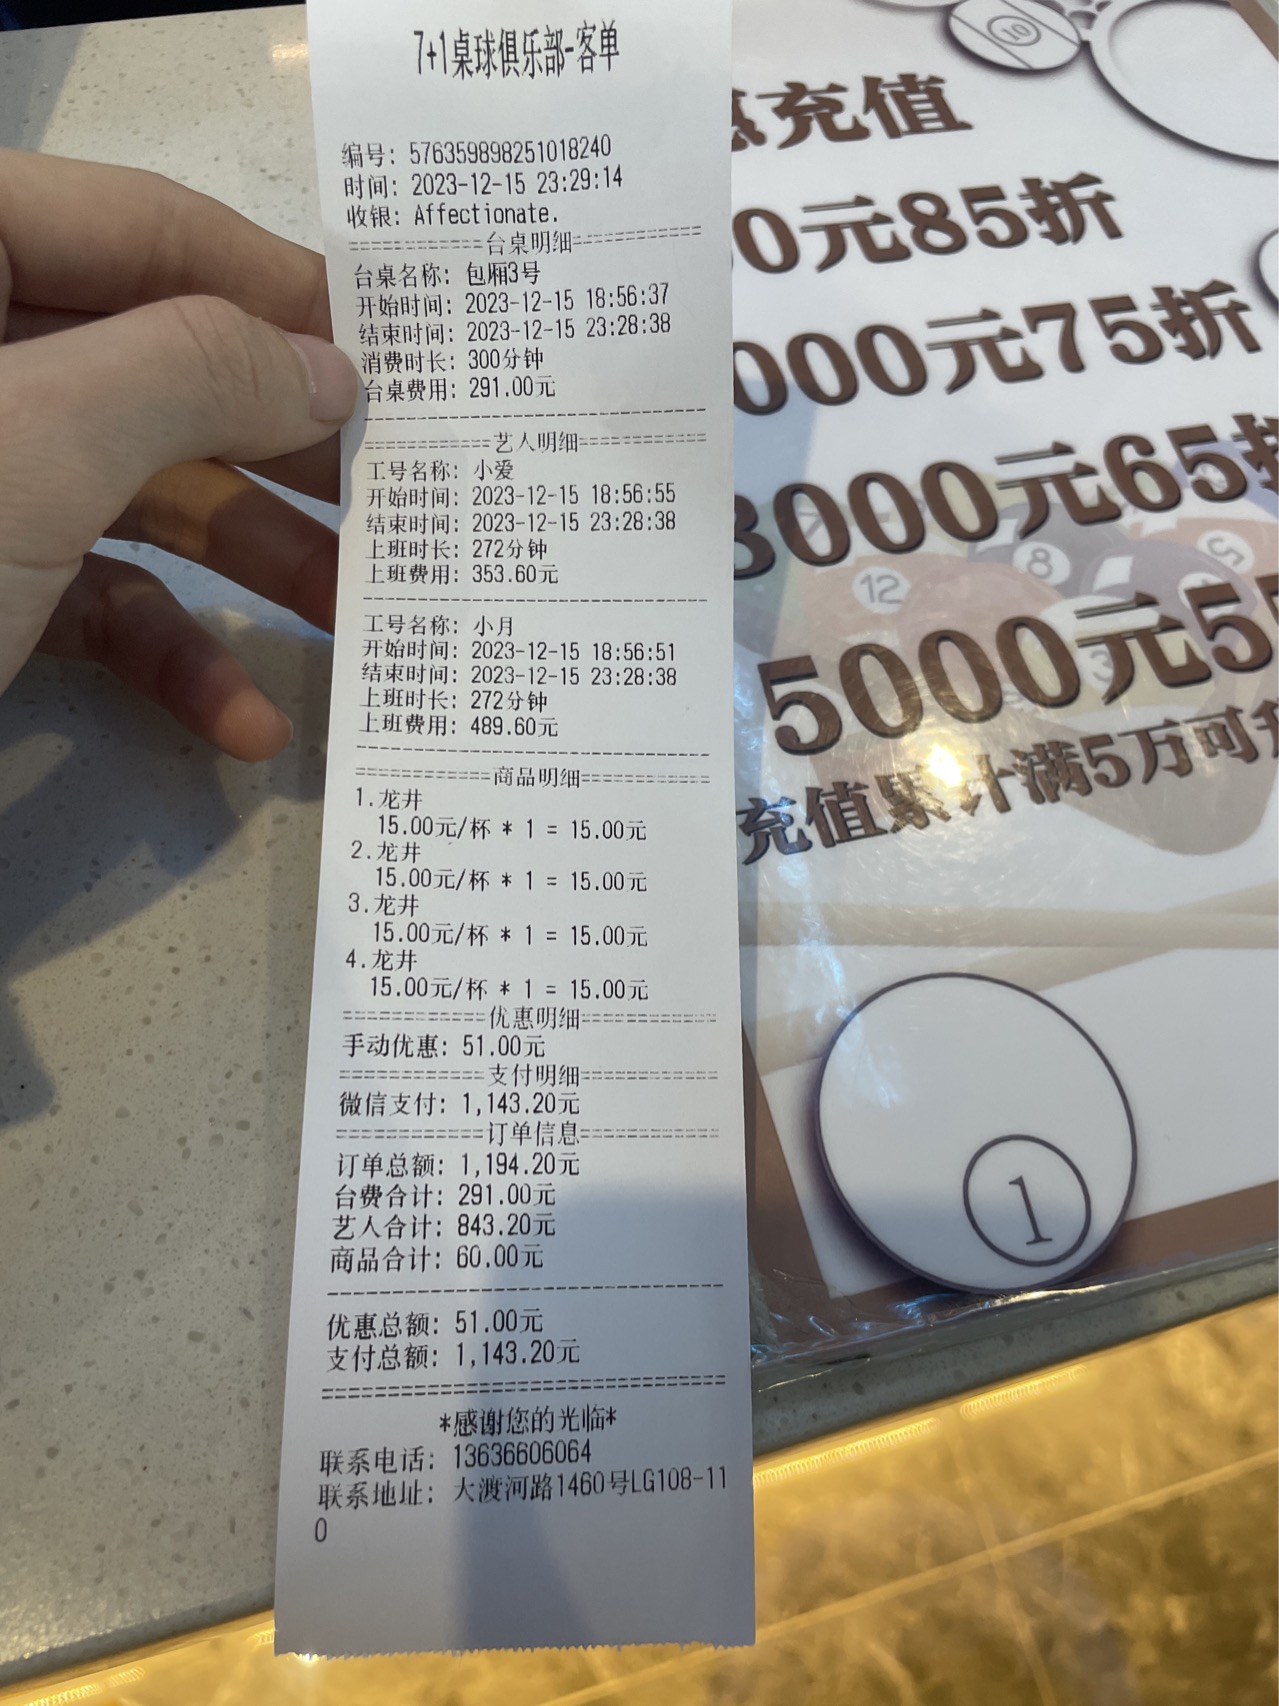 7+1桌球俱乐部-客单
编号: 576359898251018240
时间: 2023-12-15 23:29:14
收银: Affectionate.
============台桌明细============
台桌名称: 包厢3号
开始时间: 2023-12-15 18:56:37
结束时间: 2023-12-15 23:28:38
消费时长: 300分钟
台桌费用: 291.00元
============艺人明细============
工号名称: 小爱
开始时间: 2023-12-15 18:56:55
结束时间: 2023-12-15 23:28:38
上班时长: 272分钟
上班费用: 353.60元
工号名称: 小月
开始时间: 2023-12-15 18:56:51
结束时间: 2023-12-15 23:28:38
上班时长: 272分钟
上班费用: 489.60元
============商品明细============
1.龙井
15.00元/杯 * 1 = 15.00元
2.龙井
15.00元/杯 * 1 = 15.00元
3.龙井
15.00元/杯 * 1 = 15.00元
4.龙井
15.00元/杯 * 1 = 15.00元
============优惠明细============
手动优惠: 51.00元
============支付明细============
微信支付: 1,143.20元
============订单信息============
订单总额: 1,194.20元
台费合计: 291.00元
艺人合计: 843.20元
商品合计: 60.00元
优惠总额: 51.00元
支付总额: 1,143.20元
*感谢您的光临*
联系电话: 13636606064
联系地址: 大渡河路1460号LG108-11
0
10
惠充值
0元85折
000元75折
3000元65折
5000元5
充值累计满5万可
12
8
5
3
1